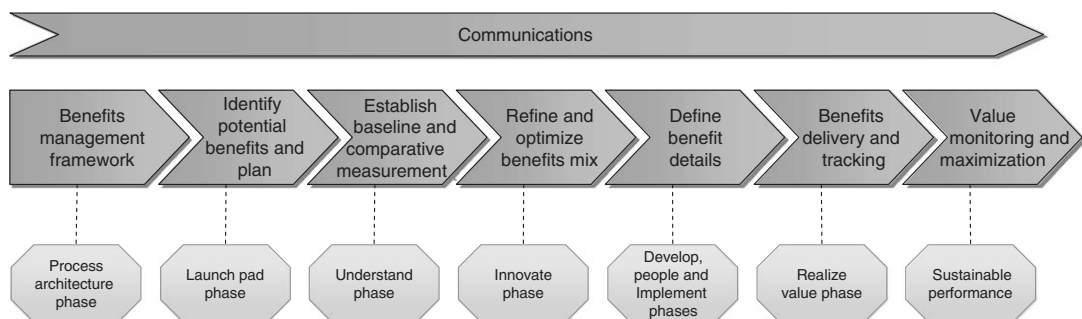 Communications
Benefits
management
framework
Identify
potential
benefits and
plan
Establish
baseline and
comparative
measurement
Refine and
optimize
benefits mix
Define
benefit
details
Benefits
delivery and
tracking
Value
monitoring and
maximization
Process
architecture
phase
Launch pad
phase
Understand
phase
Innovate
phase
Develop,
people and
Implement
phases
Realize
value phase
Sustainable
performance